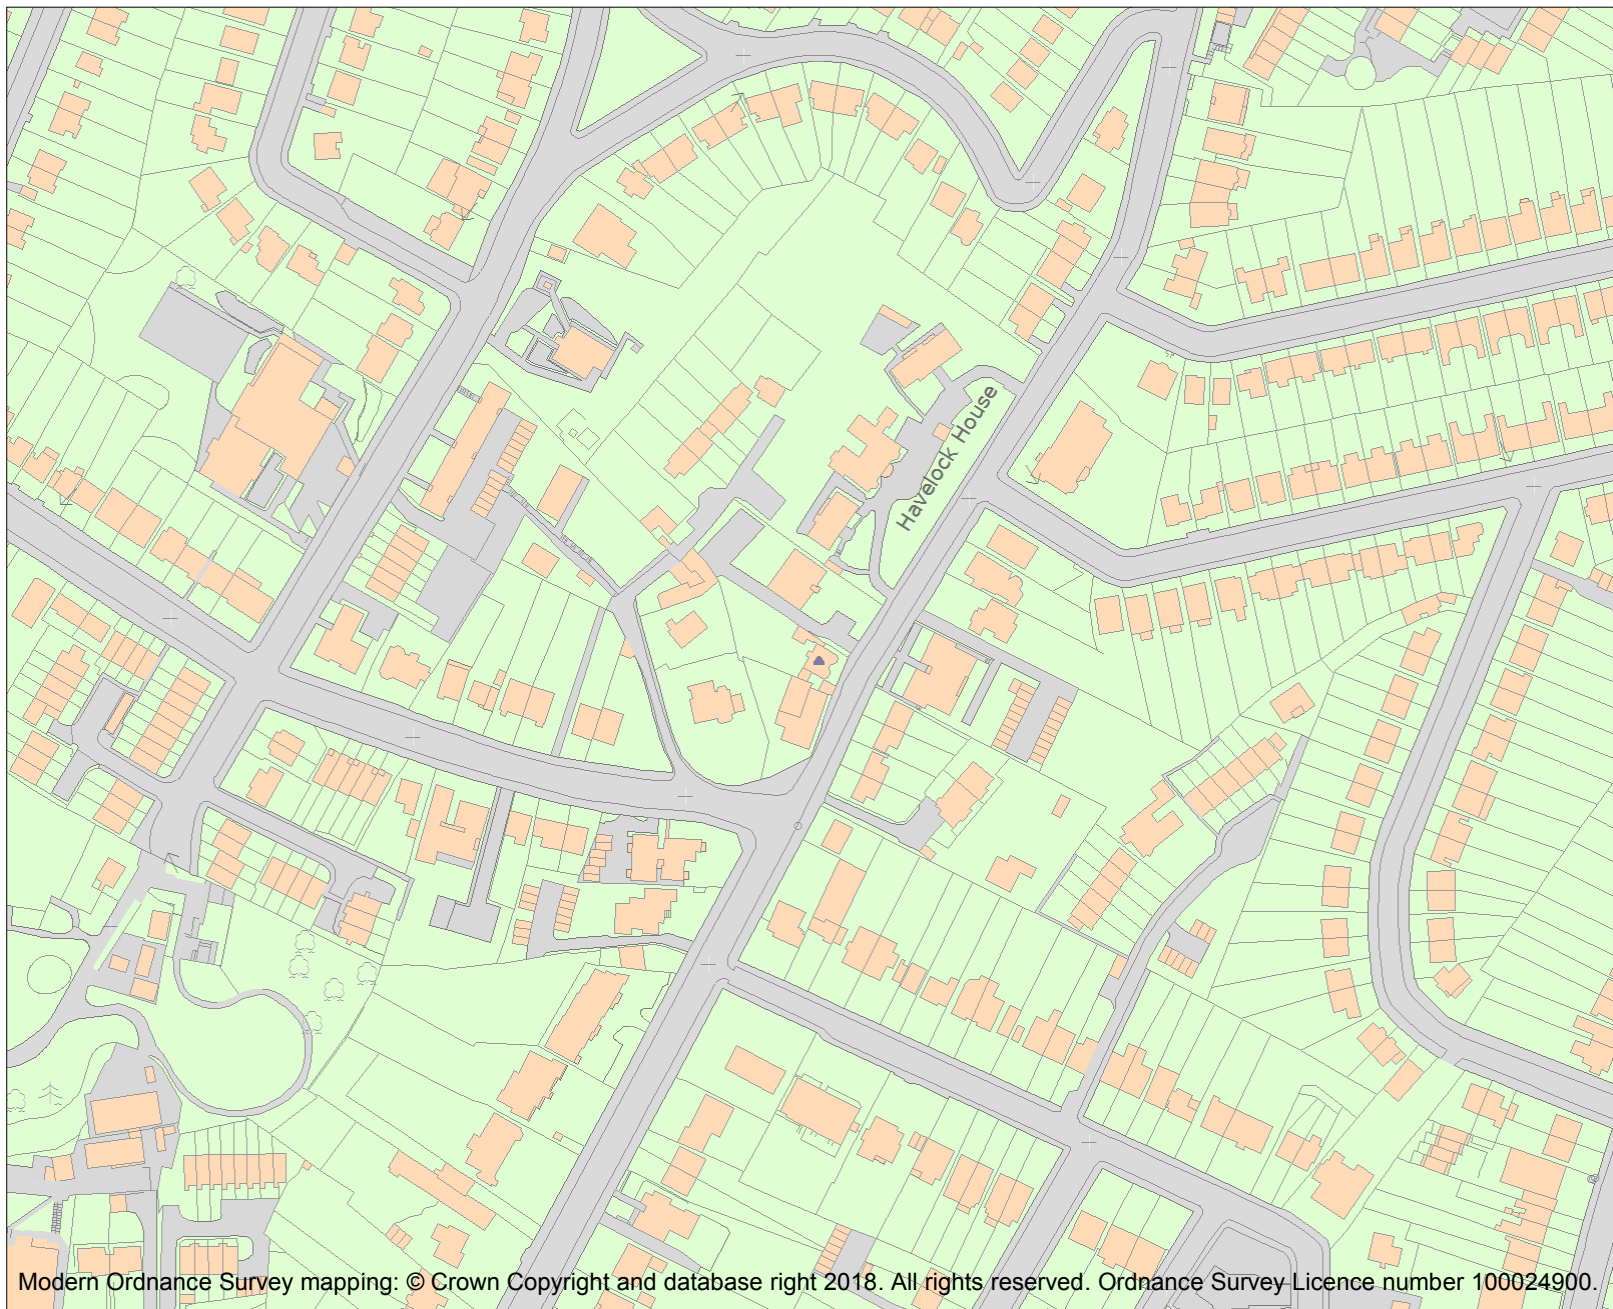 Havelock House
Modern Ordnance Survey mapping: © Crown Copyright and database right 2018. All rights reserved. Ordnance Survey Licence number 100024900.